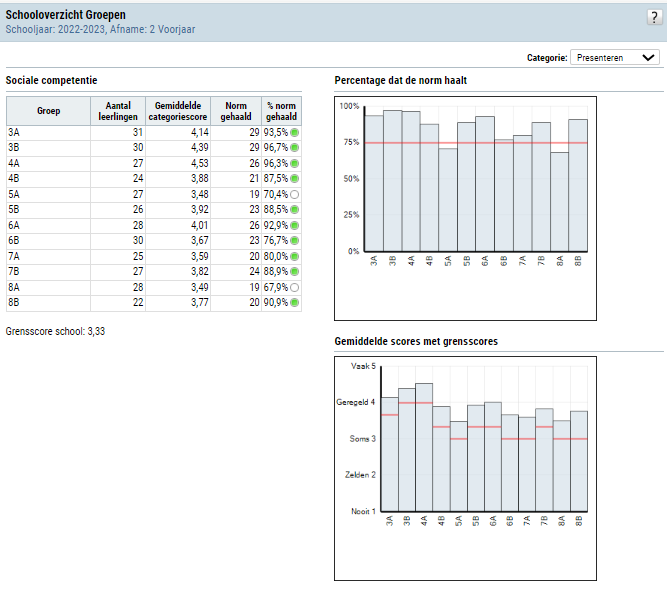 Schooloverzicht Groepen
Schooljaar: 2022-2023, Afname: 2 Voorjaar
?
Categorie: Presenteren
Sociale competentie
Groep Aantal leerlingen Gemiddelde categoriescore Norm gehaald % norm gehaald
3A 31 4,14 29 93,5%
3B 30 4,39 29 96,7%
4A 27 4,53 26 96,3%
4B 24 3,88 21 87,5%
5A 27 3,48 19 70,4%
5B 26 3,92 23 88,5%
6A 28 4,01 26 92,9%
6B 30 3,67 23 76,7%
7A 25 3,59 20 80,0%
7B 27 3,82 24 88,9%
8A 28 3,49 19 67,9%
8B 22 3,77 20 90,9%
Grensscore school: 3,33
Percentage dat de norm haalt
100%
75%
50%
25%
0%
3A 3B 4A 4B 5A 5B 6A 6B 7A 7B 8A 8B
Gemiddelde scores met grensscores
Vaak 5
Geregeld 4
Soms 3
Zelden 2
Nooit 1
3A 3B 4A 4B 5A 5B 6A 6B 7A 7B 8A 8B